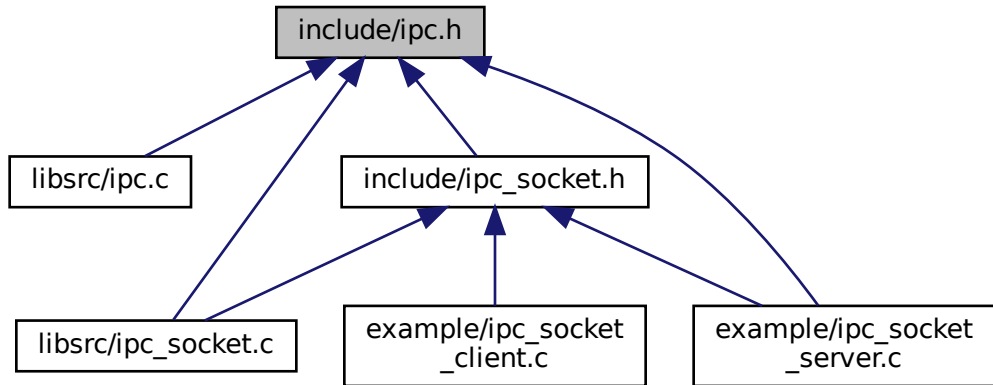 include/ipc.h
libsrc/ipc.c
include/ipc_socket.h
libsrc/ipc_socket.c
example/ipc_socket
_client.c
example/ipc_socket
_server.c